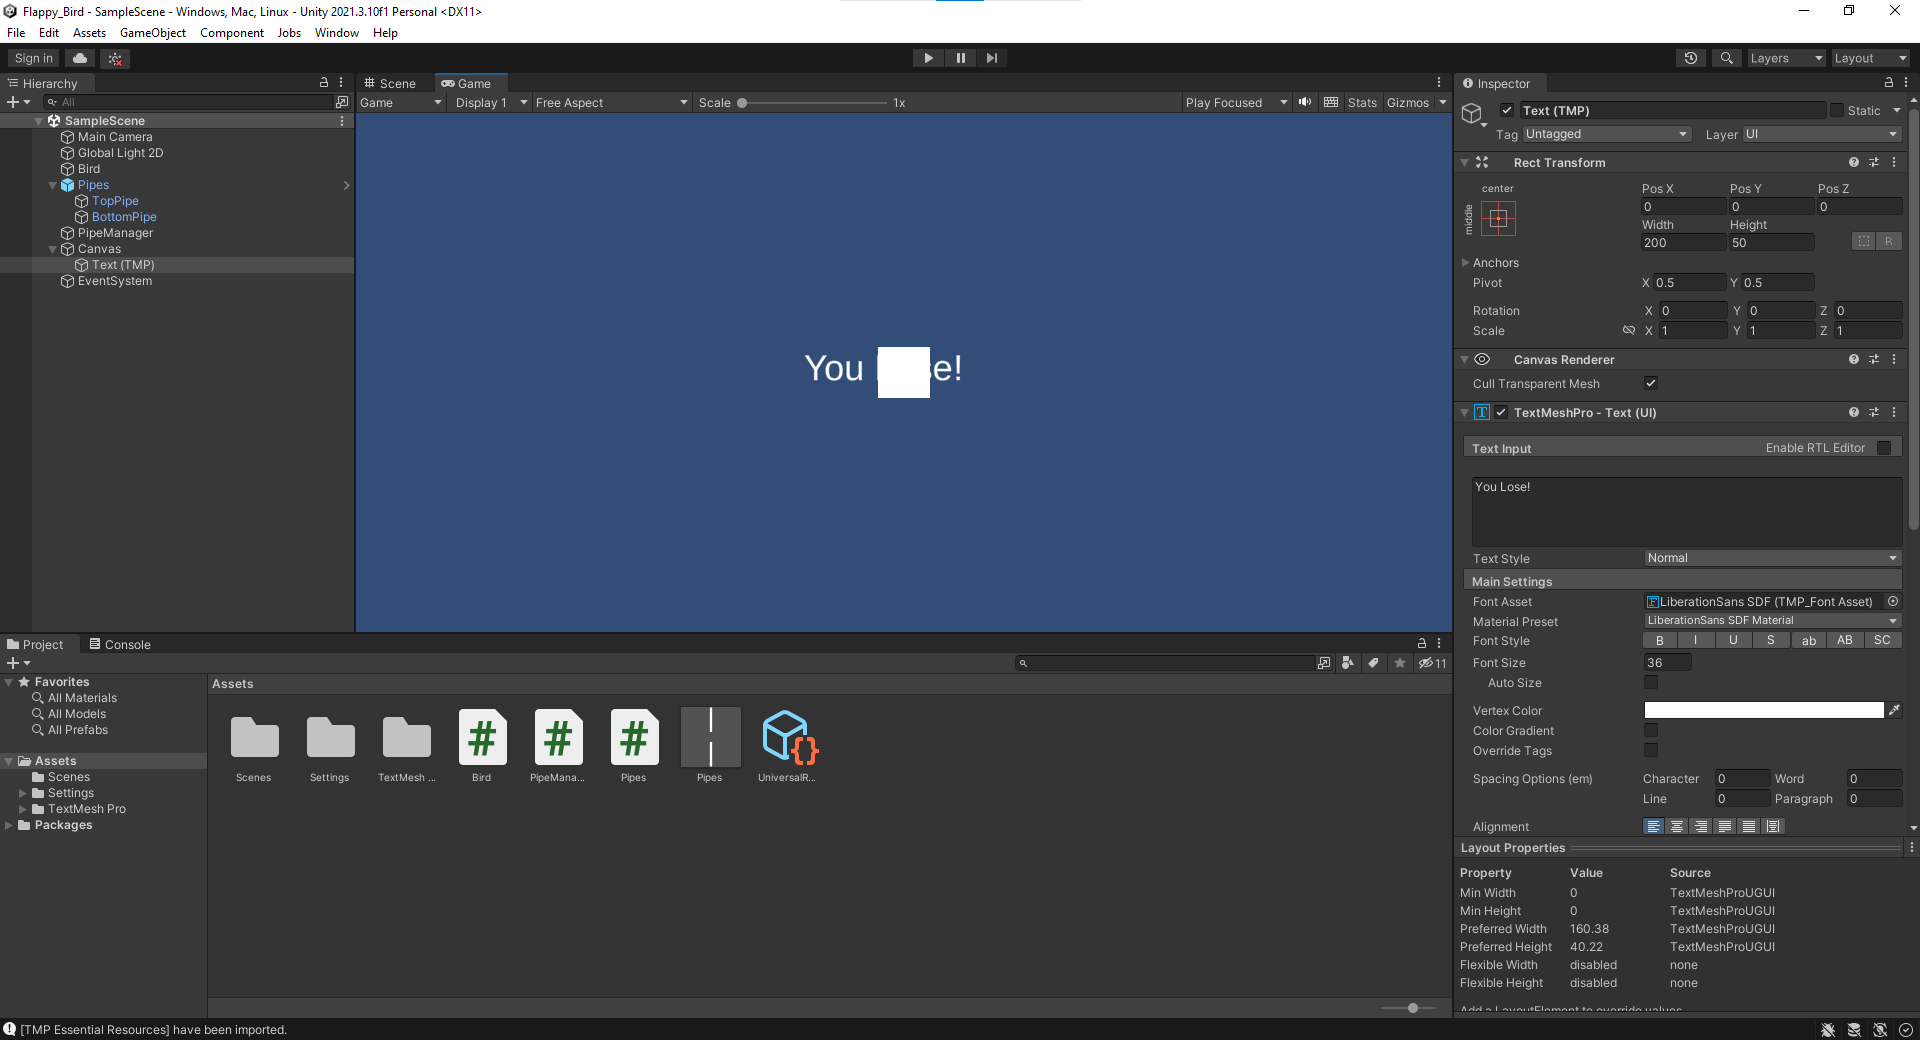 Flappy_Bird - SampleScene - Windows, Mac, Linux - Unity 2021.3.10f1 Personal <DX11>
File Edit Assets GameObject Component Jobs Window Help
Sign in
Layers
Layout
Hierarchy
All
SampleScene
Main Camera
Global Light 2D
Bird
Pipes
TopPipe
BottomPipe
PipeManager
Canvas
Text (TMP)
EventSystem
Scene
Game
Game
Display 1
Free Aspect
Scale
1x
Play Focused
Stats
Gizmos
You
e!
Inspector
Text (TMP)
Static
Tag
Untagged
Layer
UI
Rect Transform
center
middle
Pos X Pos Y Pos Z
0 0 0
Width Height
200 50
R
Anchors
Pivot X 0.5 Y 0.5
Rotation X 0 Y 0 Z 0
Scale X 1 Y 1 Z 1
Canvas Renderer
Cull Transparent Mesh
TextMeshPro - Text (UI)
Text Input
Enable RTL Editor
You Lose!
Text Style
Normal
Main Settings
Font Asset
LiberationSans SDF (TMP_Font Asset)
Material Preset
LiberationSans SDF Material
Font Style
B I U S ab AB SC
Font Size
36
Auto Size
Vertex Color
Color Gradient
Override Tags
Spacing Options (em)
Character 0 Word 0
Line 0 Paragraph 0
Alignment
Layout Properties
Property Value Source
Min Width 0 TextMeshProUGUI
Min Height 0 TextMeshProUGUI
Preferred Width 160.38 TextMeshProUGUI
Preferred Height 40.22 TextMeshProUGUI
Flexible Width disabled none
Flexible Height disabled none
Add a LayoutElement to override values
Project
Console
11
Favorites
All Materials
All Models
All Prefabs
Assets
Scenes
Settings
TextMesh Pro
Packages
Assets
Scenes
Settings
TextMesh ...
Bird
PipeMana...
Pipes
Pipes
UniversalR...
[TMP Essential Resources] have been imported.